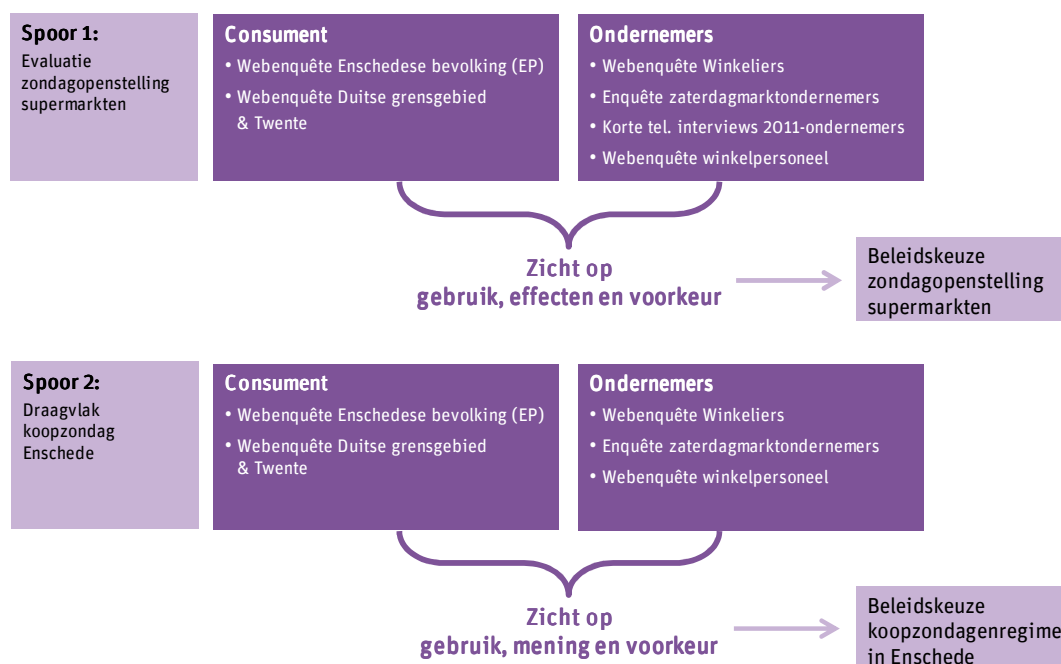 Spoor 1:
Evaluatie
zondagopenstelling
supermarkten
Consument
• Webenquête Enschedese bevolking (EP)
• Webenquête Duitse grensgebied
& Twente
Ondernemers
• Webenquête Winkeliers
• Enquête zaterdagmarktondernemers
• Korte tel. interviews 2011-ondernemers
• Webenquête winkelpersoneel
Zicht op
gebruik, effecten en voorkeur
Beleidskeuze
zondagopenstelling
supermarkten
Spoor 2:
Draagvlak
koopzondag
Enschede
Consument
• Webenquête Enschedese bevolking (EP)
• Webenquête Duitse grensgebied
& Twente
Ondernemers
• Webenquête Winkeliers
• Enquête zaterdagmarktondernemers
• Webenquête winkelpersoneel
Zicht op
gebruik, mening en voorkeur
Beleidskeuze
koopzondagenregime
in Enschede